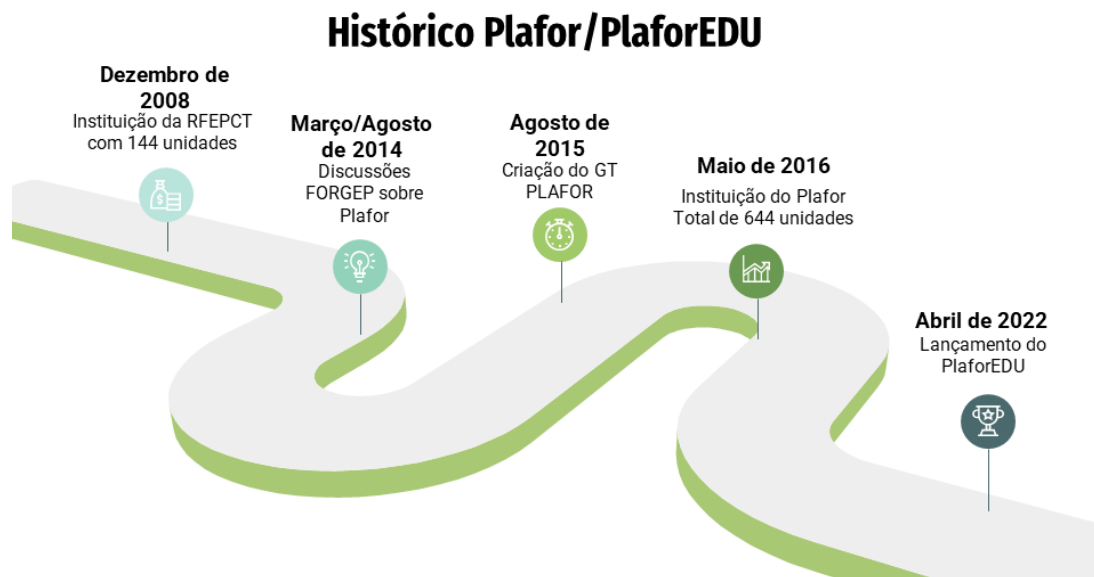 Histórico Plafor/PlaforEDU
Dezembro de
2008
Instituição da RFEPCT
com 144 unidades
Março/Agosto
de 2014
Discussões
FORGEP sobre
Plafor
Agosto de
2015
Criação do GT
PLAFOR
Maio de 2016
Instituição do Plafor
Total de 644 unidades
Abril de 2022
Lançamento do
PlaforEDU